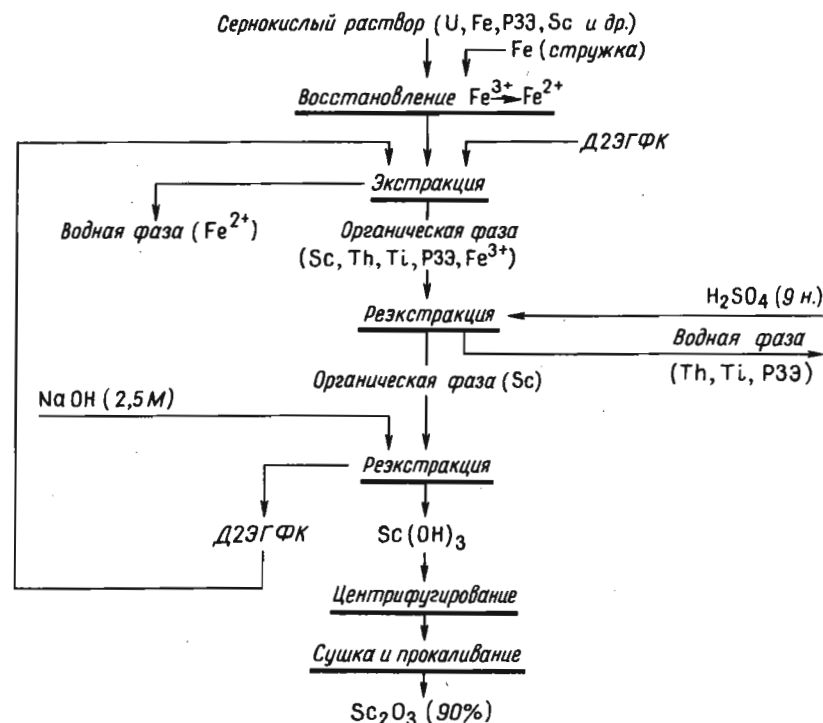 Сернокислый раствор (U, Fe, РЗЭ, Sc и др.)
Fe (стружка)
Восстановление Fe³⁺→Fe²⁺
Д2ЭГФК
Экстракция
Водная фаза (Fe²⁺)
Органическая фаза
(Sc, Th, Ti, РЗЭ, Fe³⁺)
H₂SO₄ (9 н.)
Реэкстракция
Водная фаза
(Th, Ti, РЗЭ)
Органическая фаза (Sc)
NaOH (2,5М)
Реэкстракция
Д2ЭГФК
Sc(OH)₃
Центрифугирование
Сушка и прокаливание
Sc₂O₃ (90%)